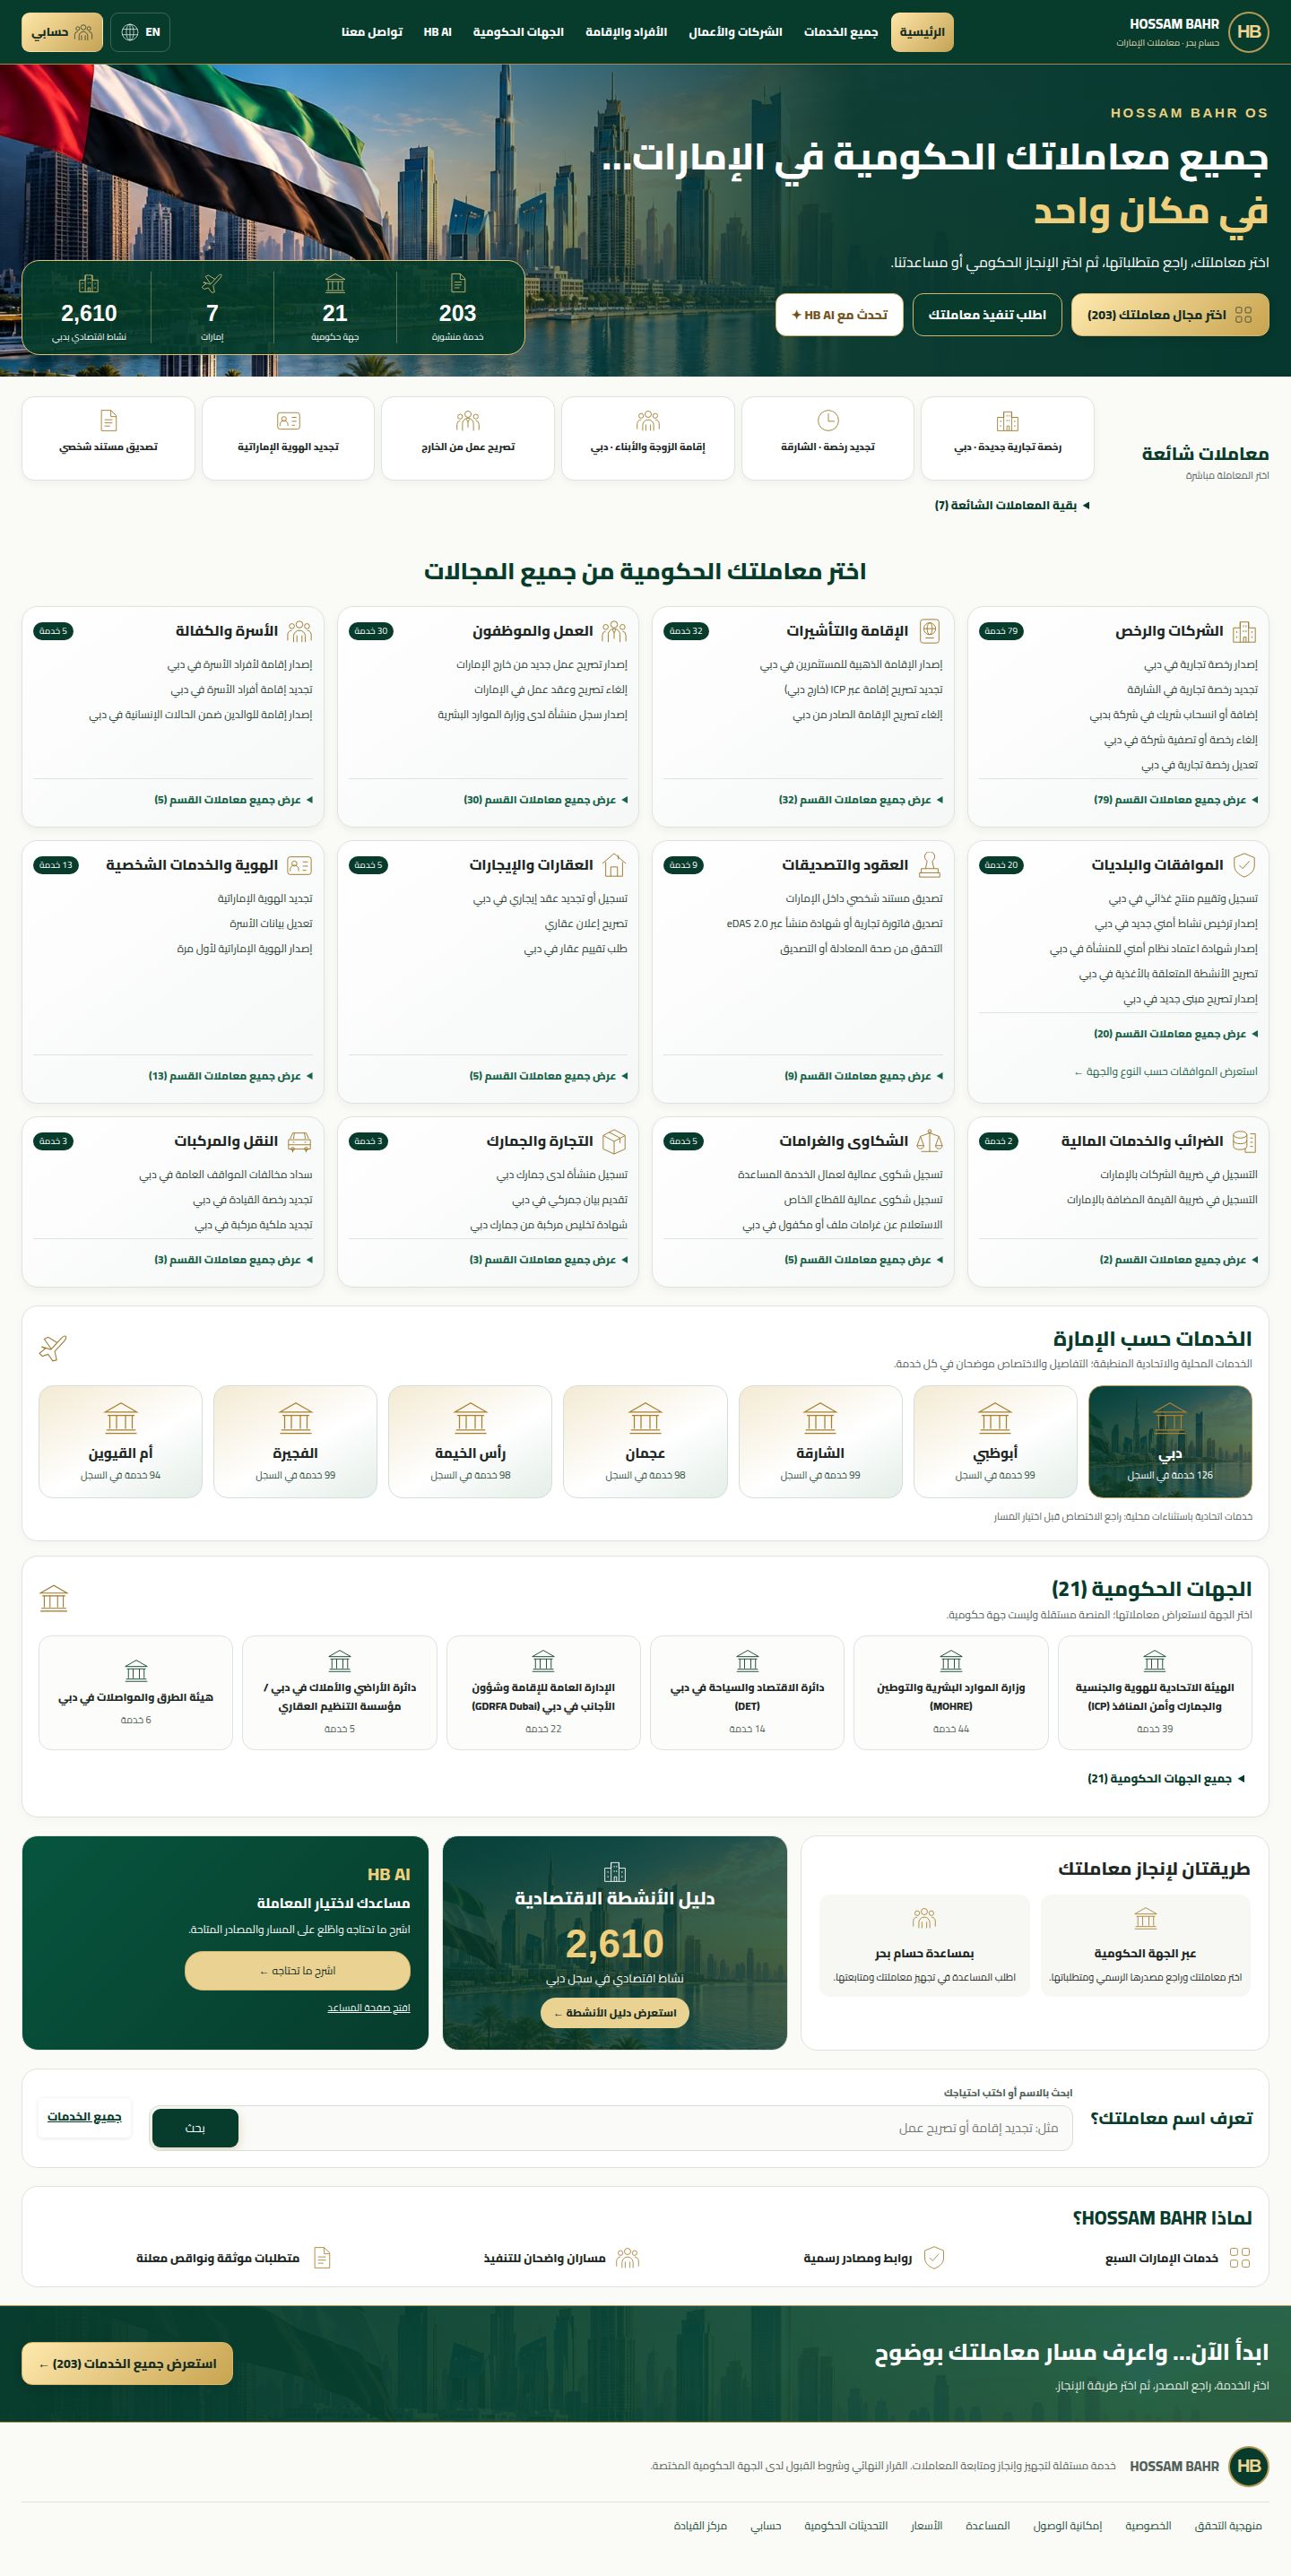 HB
HOSSAM BAHR
حسام بحر · معاملات الإمارات
الرئيسية
جميع الخدمات
الشركات والأعمال
الأفراد والإقامة
الجهات الحكومية
HB AI
تواصل معنا
EN
حسابي
HOSSAM BAHR OS
جميع معاملاتك الحكومية في الإمارات...
في مكان واحد
اختر معاملتك، راجع متطلباتها، ثم اختر الإنجاز الحكومي أو مساعدتنا.
اختر مجال معاملتك (203)
اطلب تنفيذ معاملتك
تحدث مع HB AI ✦
203
خدمة منشورة
21
جهة حكومية
7
إمارات
2,610
نشاط اقتصادي بدبي
معاملات شائعة
اختر المعاملة مباشرة
رخصة تجارية جديدة · دبي
تجديد رخصة · الشارقة
إقامة الزوجة والأبناء · دبي
تصريح عمل من الخارج
تجديد الهوية الإماراتية
تصديق مستند شخصي
بقية المعاملات الشائعة (7)
اختر معاملتك الحكومية من جميع المجالات
الشركات والرخص
79 خدمة
إصدار رخصة تجارية في دبي
تجديد رخصة تجارية في الشارقة
إضافة أو انسحاب شريك في شركة بدبي
إلغاء رخصة أو تصفية شركة في دبي
تعديل رخصة تجارية في دبي
عرض جميع معاملات القسم (79)
الإقامة والتأشيرات
32 خدمة
إصدار الإقامة الذهبية للمستثمرين في دبي
تجديد تصريح إقامة عبر ICP (خارج دبي)
إلغاء تصريح الإقامة الصادر من دبي
عرض جميع معاملات القسم (32)
العمل والموظفون
30 خدمة
إصدار تصريح عمل جديد من خارج الإمارات
إلغاء تصريح وعقد عمل في الإمارات
إصدار سجل منشأة لدى وزارة الموارد البشرية
عرض جميع معاملات القسم (30)
الأسرة والكفالة
5 خدمة
إصدار إقامة لأفراد الأسرة في دبي
تجديد إقامة أفراد الأسرة في دبي
إصدار إقامة للوالدين ضمن الحالات الإنسانية في دبي
عرض جميع معاملات القسم (5)
الموافقات والبلديات
20 خدمة
تسجيل وتقييم منتج غذائي في دبي
إصدار ترخيص نشاط أمني جديد في دبي
إصدار شهادة اعتماد نظام أمني للمنشأة في دبي
تصريح الأنشطة المتعلقة بالأغذية في دبي
إصدار تصريح مبنى جديد في دبي
عرض جميع معاملات القسم (20)
استعرض الموافقات حسب النوع والجهة ←
العقود والتصديقات
9 خدمة
تصديق مستند شخصي داخل الإمارات
تصديق فاتورة تجارية أو شهادة منشأ عبر eDAS 2.0
التحقق من صحة المعادلة أو التصديق
عرض جميع معاملات القسم (9)
العقارات والإيجارات
5 خدمة
تسجيل أو تجديد عقد إيجاري في دبي
تصريح إعلان عقاري
طلب تقييم عقار في دبي
عرض جميع معاملات القسم (5)
الهوية والخدمات الشخصية
13 خدمة
تجديد الهوية الإماراتية
تعديل بيانات الأسرة
إصدار الهوية الإماراتية لأول مرة
عرض جميع معاملات القسم (13)
الضرائب والخدمات المالية
2 خدمة
التسجيل في ضريبة الشركات بالإمارات
التسجيل في ضريبة القيمة المضافة بالإمارات
عرض جميع معاملات القسم (2)
الشكاوى والغرامات
5 خدمة
تسجيل شكوى عمالية لعمال الخدمة المساعدة
تسجيل شكوى عمالية للقطاع الخاص
الاستعلام عن غرامات ملف أو مكفول في دبي
عرض جميع معاملات القسم (5)
التجارة والجمارك
3 خدمة
تسجيل منشأة لدى جمارك دبي
تقديم بيان جمركي في دبي
شهادة تخليص مركبة من جمارك دبي
عرض جميع معاملات القسم (3)
النقل والمركبات
3 خدمة
سداد مخالفات المواقف العامة في دبي
تجديد رخصة القيادة في دبي
تجديد ملكية مركبة في دبي
عرض جميع معاملات القسم (3)
الخدمات حسب الإمارة
الخدمات المحلية والاتحادية المنطبقة؛ التفاصيل والاختصاص موضحان في كل خدمة.
دبي
126 خدمة في السجل
أبوظبي
99 خدمة في السجل
الشارقة
99 خدمة في السجل
عجمان
98 خدمة في السجل
رأس الخيمة
98 خدمة في السجل
الفجيرة
99 خدمة في السجل
أم القيوين
94 خدمة في السجل
خدمات اتحادية باستثناءات محلية: راجع الاختصاص قبل اختيار المسار
الجهات الحكومية (21)
اختر الجهة لاستعراض معاملاتها؛ المنصة مستقلة وليست جهة حكومية.
الهيئة الاتحادية للهوية والجنسية
والجمارك وأمن المنافذ (ICP)
39 خدمة
وزارة الموارد البشرية والتوطين
(MOHRE)
44 خدمة
دائرة الاقتصاد والسياحة في دبي
(DET)
14 خدمة
الإدارة العامة للإقامة وشؤون
الأجانب في دبي (GDRFA Dubai)
22 خدمة
دائرة الأراضي والأملاك في دبي /
مؤسسة التنظيم العقاري
5 خدمة
هيئة الطرق والمواصلات في دبي
6 خدمة
جميع الجهات الحكومية (21)
طريقتان لإنجاز معاملتك
عبر الجهة الحكومية
اختر معاملتك وراجع مصدرها الرسمي ومتطلباتها.
بمساعدة حسام بحر
اطلب المساعدة في تجهيز معاملتك ومتابعتها.
دليل الأنشطة الاقتصادية
2,610
نشاط اقتصادي في سجل دبي
استعرض دليل الأنشطة ←
HB AI
مساعدك لاختيار المعاملة
اشرح ما تحتاجه واطّلع على المسار والمصادر المتاحة.
اشرح ما تحتاجه ←
افتح صفحة المساعد
تعرف اسم معاملتك؟
ابحث بالاسم أو اكتب احتياجك
مثل: تجديد إقامة أو تصريح عمل
بحث
جميع الخدمات
لماذا HOSSAM BAHR؟
خدمات الإمارات السبع
روابط ومصادر رسمية
مساران واضحان للتنفيذ
متطلبات موثقة ونواقص معلنة
ابدأ الآن... واعرف مسار معاملتك بوضوح
اختر الخدمة، راجع المصدر، ثم اختر طريقة الإنجاز.
استعرض جميع الخدمات (203) ←
HB
HOSSAM BAHR
خدمة مستقلة لتجهيز وإنجاز ومتابعة المعاملات. القرار النهائي وشروط القبول لدى الجهة الحكومية المختصة.
منهجية التحقق
الخصوصية
إمكانية الوصول
المساعدة
الأسعار
التحديثات الحكومية
حسابي
مركز القيادة